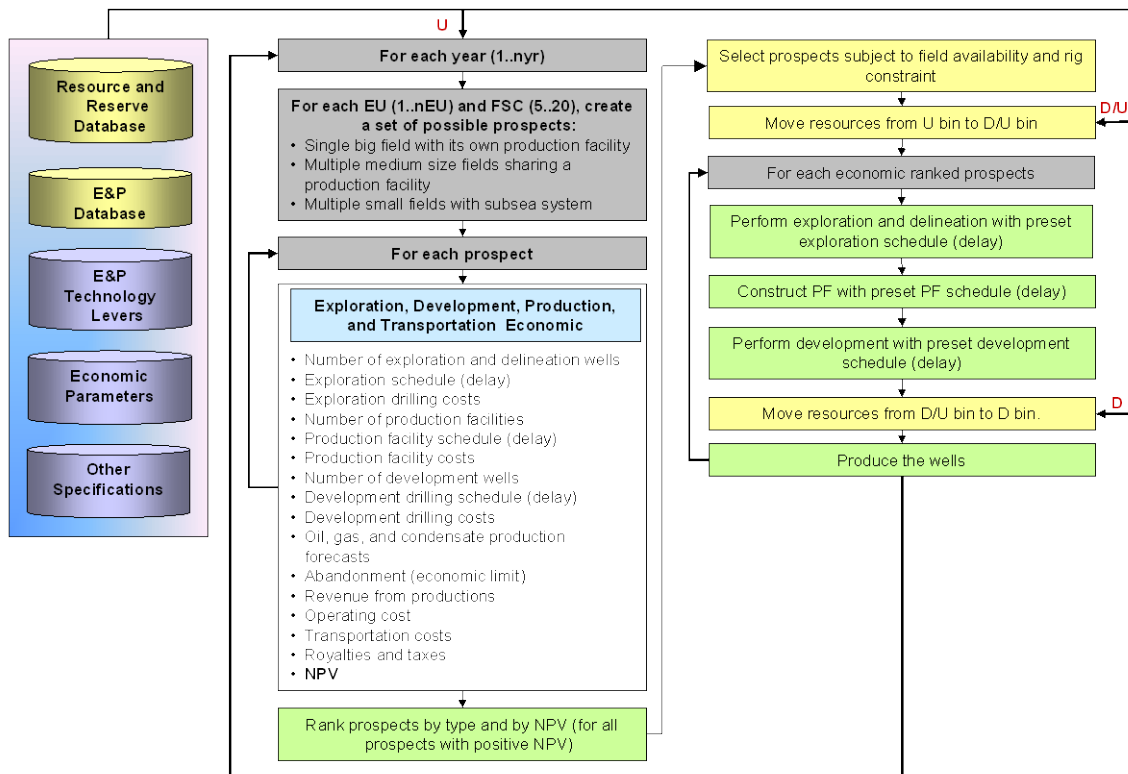 U
Resource and
Reserve
Database
E&P
Database
E&P
Technology
Levers
Economic
Parameters
Other
Specifications
For each year (1..nyr)
For each EU (1..nEU) and FSC (5..20), create
a set of possible prospects:
• Single big field with its own production facility
• Multiple medium size fields sharing a
production facility
• Multiple small fields with subsea system
For each prospect
Exploration, Development, Production,
and Transportation Economic
• Number of exploration and delineation wells
• Exploration schedule (delay)
• Exploration drilling costs
• Number of production facilities
• Production facility schedule (delay)
• Production facility costs
• Number of development wells
• Development drilling schedule (delay)
• Development drilling costs
• Oil, gas, and condensate production
forecasts
• Abandonment (economic limit)
• Revenue from productions
• Operating cost
• Transportation costs
• Royalties and taxes
• NPV
Rank prospects by type and by NPV (for all
prospects with positive NPV)
Select prospects subject to field availability and rig
constraint
D/U
Move resources from U bin to D/U bin
For each economic ranked prospects
Perform exploration and delineation with preset
exploration schedule (delay)
Construct PF with preset PF schedule (delay)
Perform development with preset development
schedule (delay)
D
Move resources from D/U bin to D bin.
Produce the wells